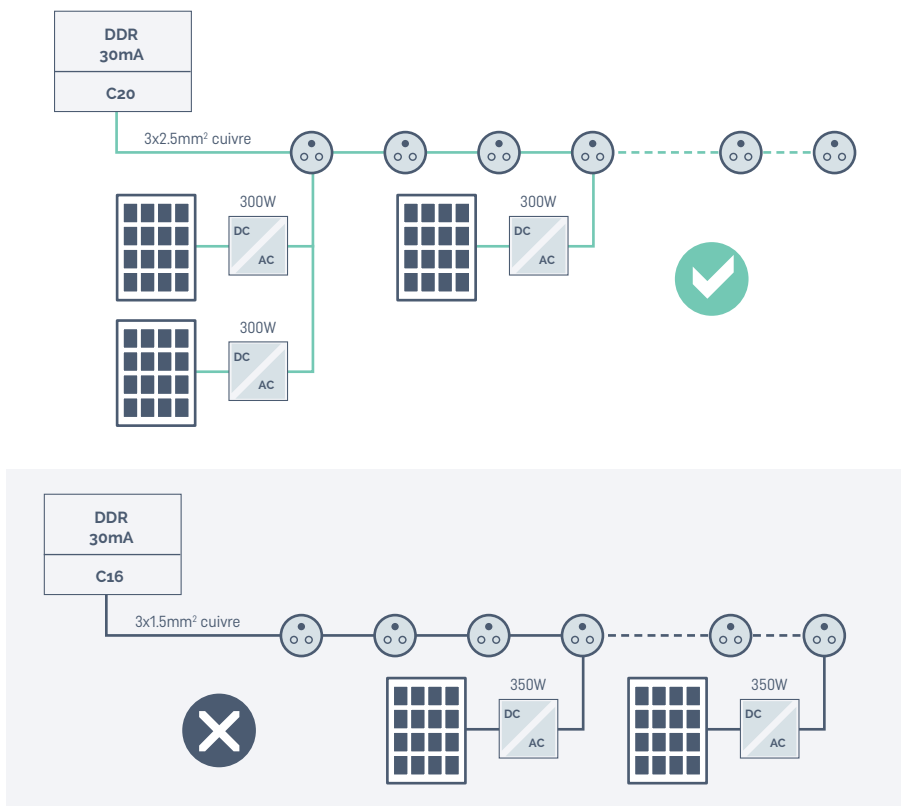 DDR
30mA
C20
3x2.5mm² cuivre
300W
DC
AC
300W
DC
AC
300W
DC
AC
DDR
30mA
C16
3x1.5mm² cuivre
350W
DC
AC
350W
DC
AC